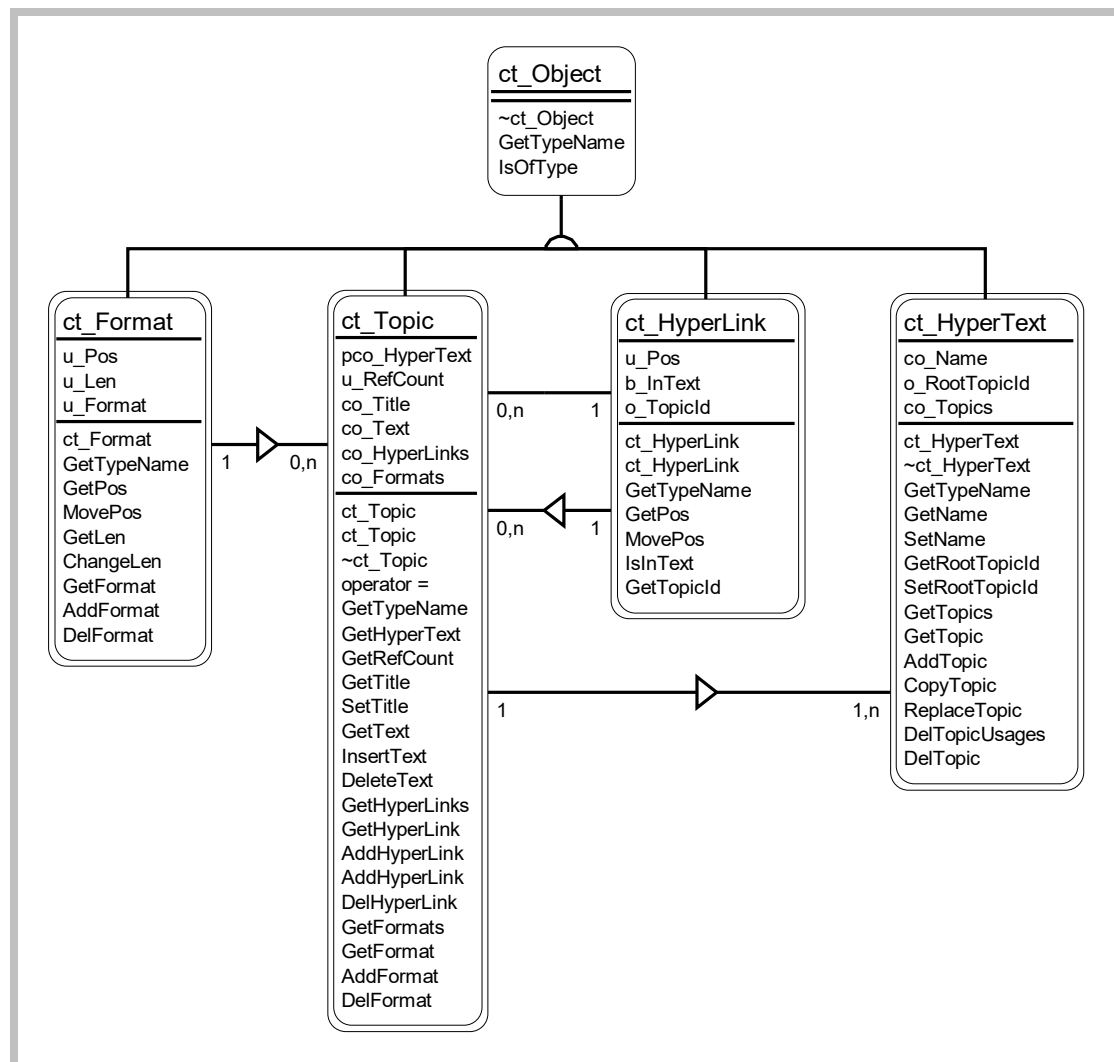 ct_Object
~ct_Object
GetTypeName
IsOfType
ct_Format
u_Pos
u_Len
u_Format
ct_Format
GetTypeName
GetPos
MovePos
GetLen
ChangeLen
GetFormat
AddFormat
DelFormat
1
0,n
ct_Topic
pco_HyperText
u_RefCount
co_Title
co_Text
co_HyperLinks
co_Formats
ct_Topic
ct_Topic
~ct_Topic
operator =
GetTypeName
GetHyperText
GetRefCount
GetTitle
SetTitle
GetText
InsertText
DeleteText
GetHyperLinks
GetHyperLink
AddHyperLink
AddHyperLink
DelHyperLink
GetFormats
GetFormat
AddFormat
DelFormat
0,n
1
0,n
1
1
1,n
ct_HyperLink
u_Pos
b_InText
o_TopicId
ct_HyperLink
ct_HyperLink
GetTypeName
GetPos
MovePos
IsInText
GetTopicId
ct_HyperText
co_Name
o_RootTopicId
co_Topics
ct_HyperText
~ct_HyperText
GetTypeName
GetName
SetName
GetRootTopicId
SetRootTopicId
GetTopics
GetTopic
AddTopic
CopyTopic
ReplaceTopic
DelTopicUsages
DelTopic